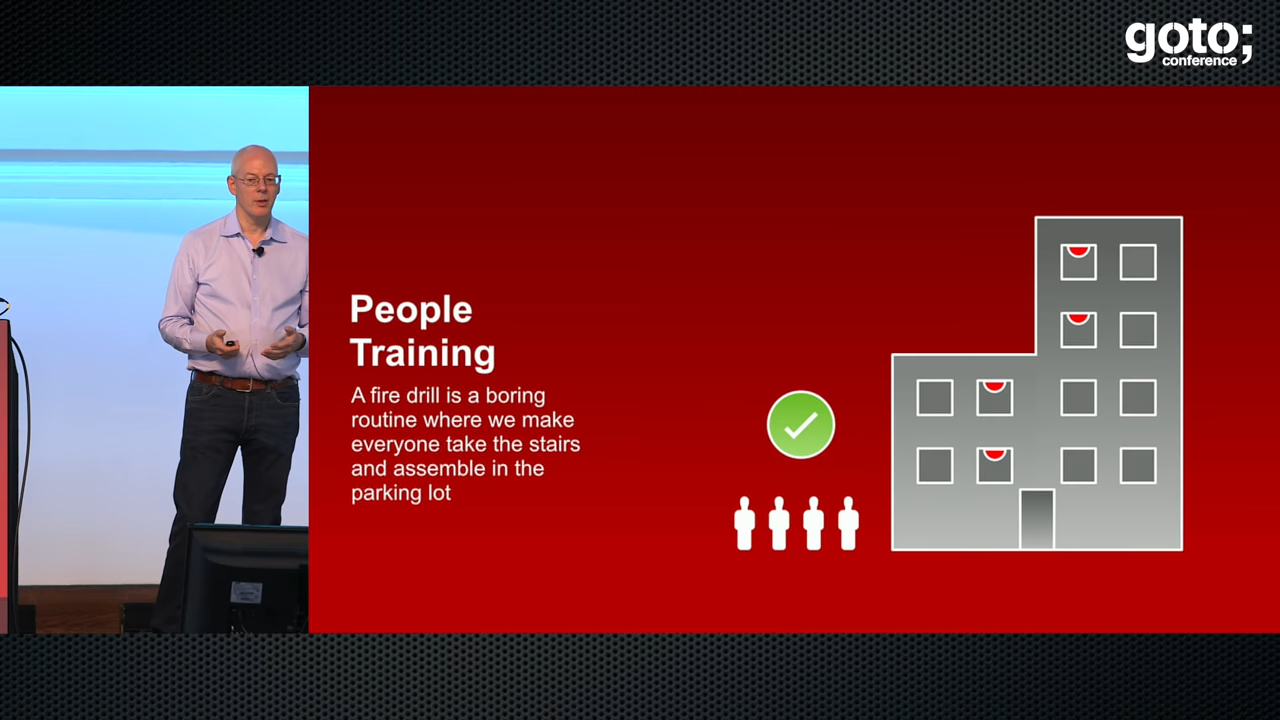 goto;
conference
People
Training
A fire drill is a boring
routine where we make
everyone take the stairs
and assemble in the
parking lot